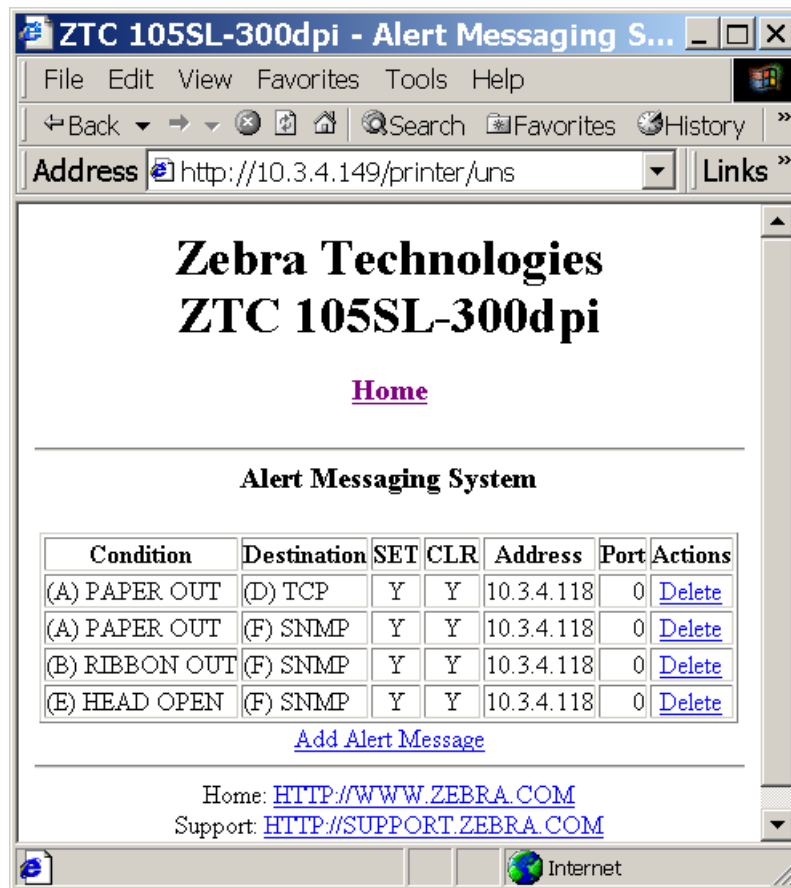 ZTC 105SL-300dpi - Alert Messaging S...
File Edit View Favorites Tools Help
Back Search Favorites History »
Address http://10.3.4.149/printer/uns Links »
Zebra Technologies
ZTC 105SL-300dpi
Home
Alert Messaging System
Condition Destination SET CLR Address Port Actions
(A) PAPER OUT (D) TCP Y Y 10.3.4.118 0 Delete
(A) PAPER OUT (F) SNMP Y Y 10.3.4.118 0 Delete
(B) RIBBON OUT (F) SNMP Y Y 10.3.4.118 0 Delete
(E) HEAD OPEN (F) SNMP Y Y 10.3.4.118 0 Delete
Add Alert Message
Home: HTTP://WWW.ZEBRA.COM
Support: HTTP://SUPPORT.ZEBRA.COM
Internet